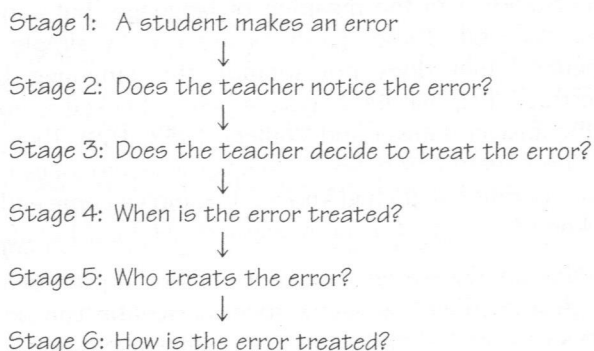 Stage 1: A student makes an error
↓
Stage 2: Does the teacher notice the error?
↓
Stage 3: Does the teacher decide to treat the error?
↓
Stage 4: When is the error treated?
↓
Stage 5: Who treats the error?
↓
Stage 6: How is the error treated?